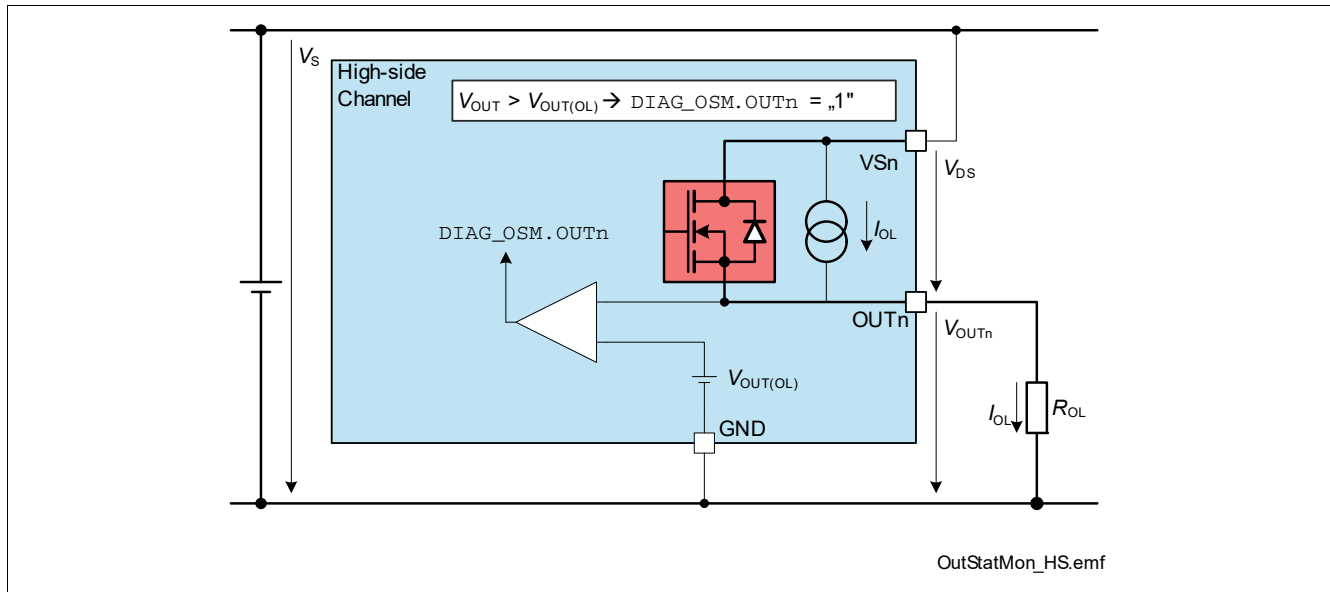 VS
High-side
Channel
VOUT > VOUT(OL) → DIAG_OSM.OUTn = „1"
VSn
VDS
IOL
DIAG_OSM.OUTn
OUTn
VOUTn
VOUT(OL)
IOL
ROL
GND
OutStatMon_HS.emf